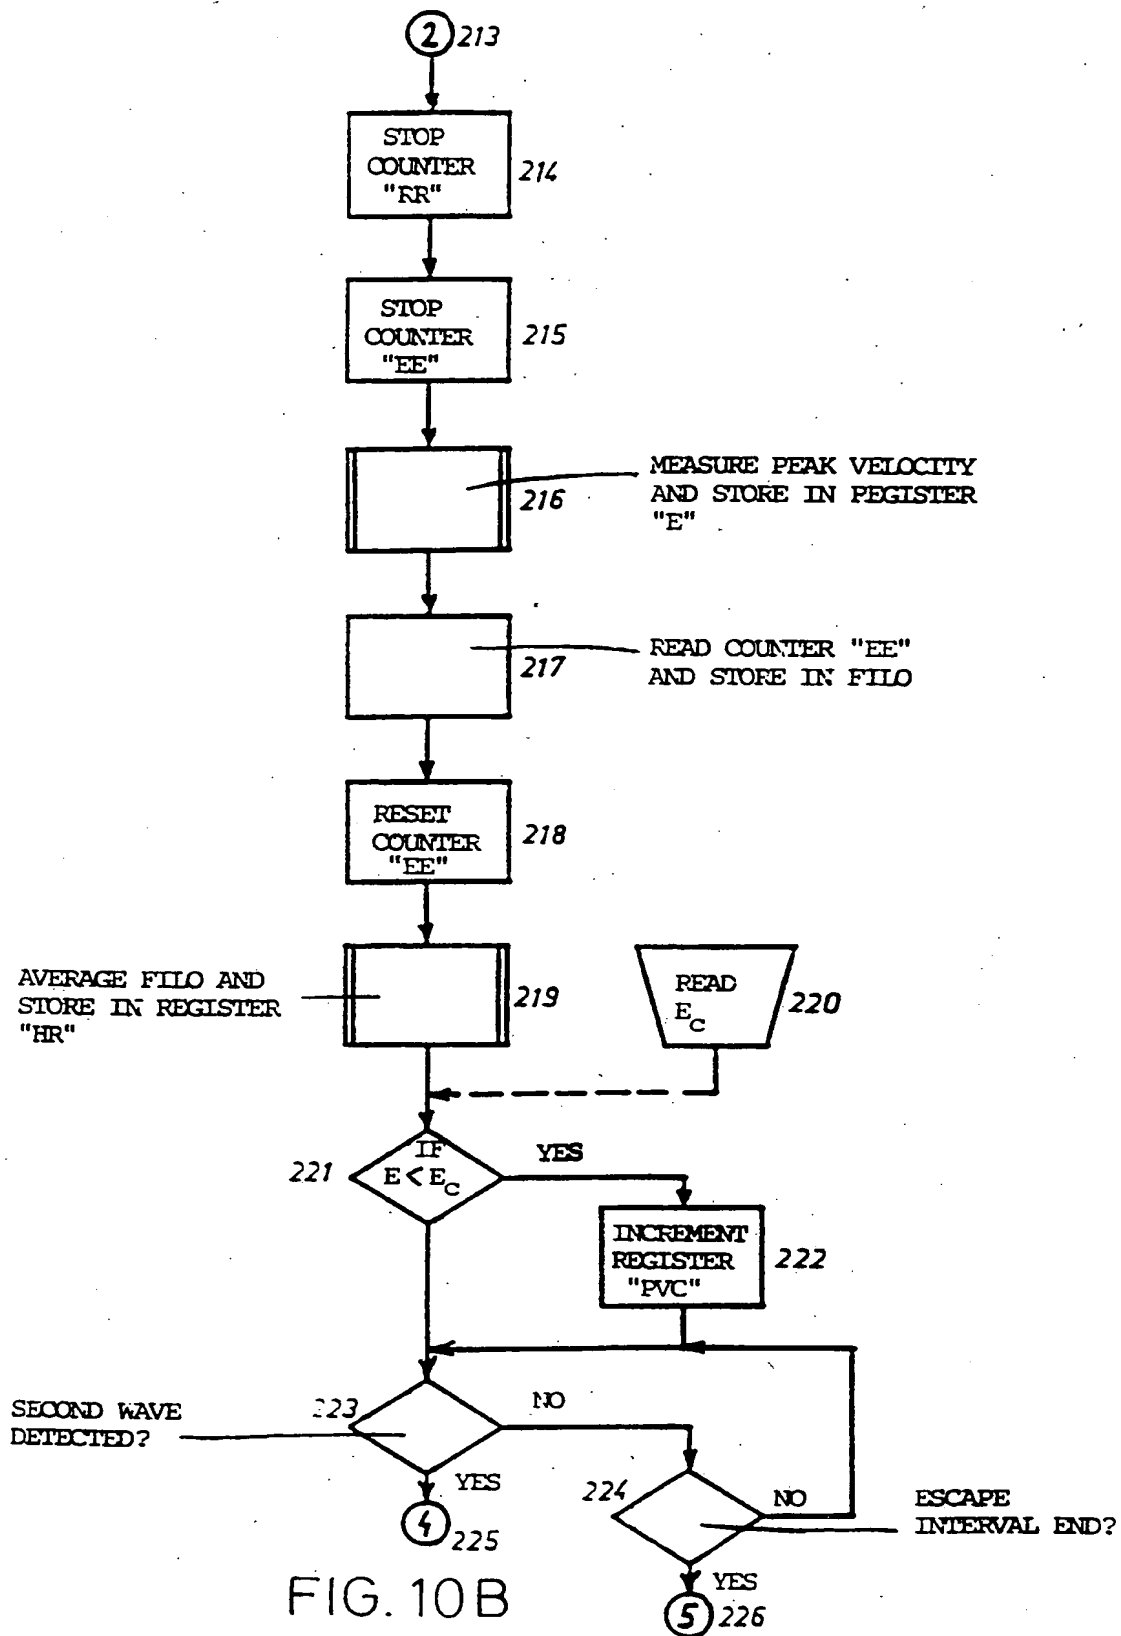 2 213
STOP
COUNTER
"RR"
214
STOP
COUNTER
"EE"
215
216
MEASURE PEAK VELOCITY
AND STORE IN REGISTER
"E"
217
READ COUNTER "EE"
AND STORE IN FILO
RESET
COUNTER
"EE"
218
AVERAGE FILO AND
STORE IN REGISTER
"HR"
219
READ
E_C
220
221
IF
E < E_C
YES
INCREMENT
REGISTER
"PVC"
222
SECOND WAVE
DETECTED?
223
NO
YES
224
NO
ESCAPE
INTERVAL END?
4 225
YES
5 226
FIG. 10B